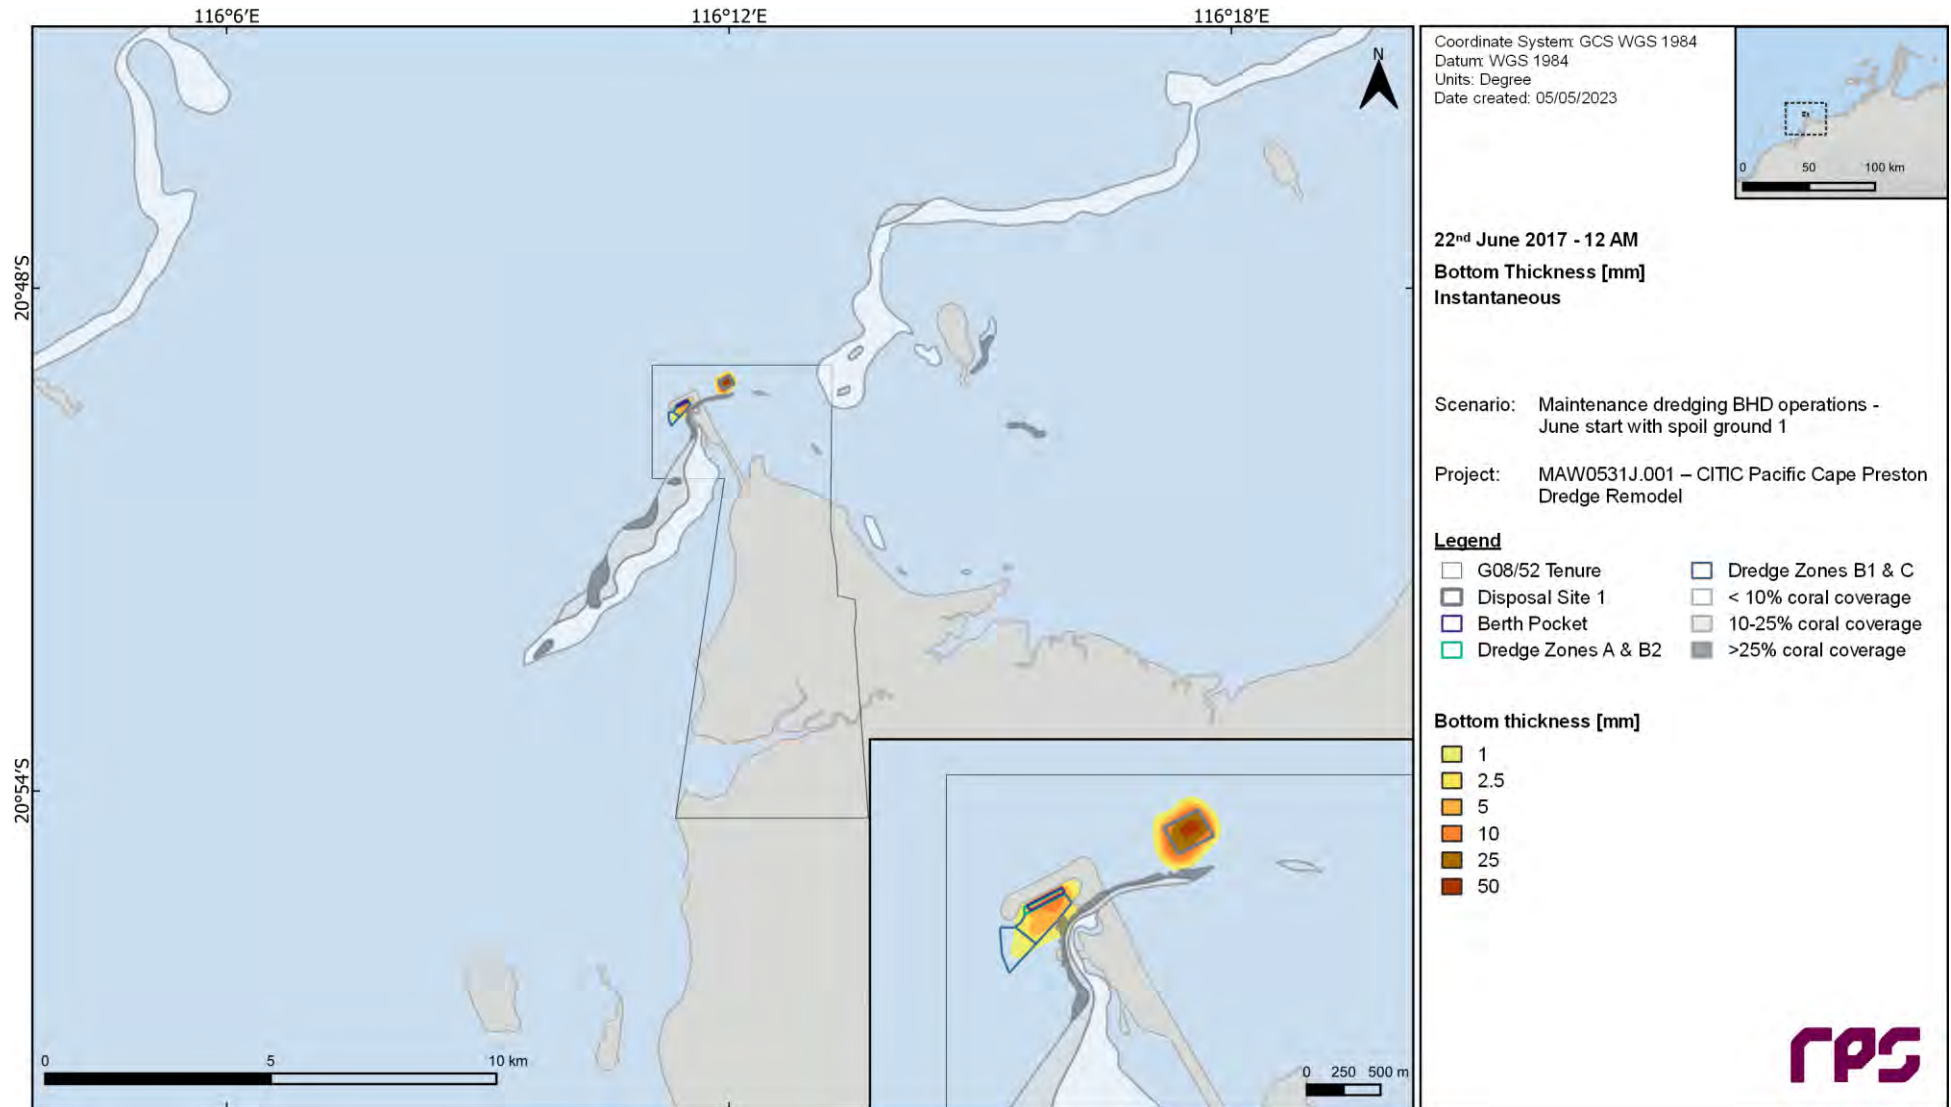 116°6'E
116°12'E
116°18'E
20°48'S
20°54'S
N
0 5 10 km
0 250 500 m
Coordinate System: GCS WGS 1984
Datum: WGS 1984
Units: Degree
Date created: 05/05/2023
0 50 100 km
22nd June 2017 - 12 AM
Bottom Thickness [mm]
Instantaneous
Scenario: Maintenance dredging BHD operations -
June start with spoil ground 1
Project: MAW0531J.001 – CITIC Pacific Cape Preston
Dredge Remodel
Legend
G08/52 Tenure
Disposal Site 1
Berth Pocket
Dredge Zones A & B2
Dredge Zones B1 & C
< 10% coral coverage
10-25% coral coverage
>25% coral coverage
Bottom thickness [mm]
1
2.5
5
10
25
50
rps